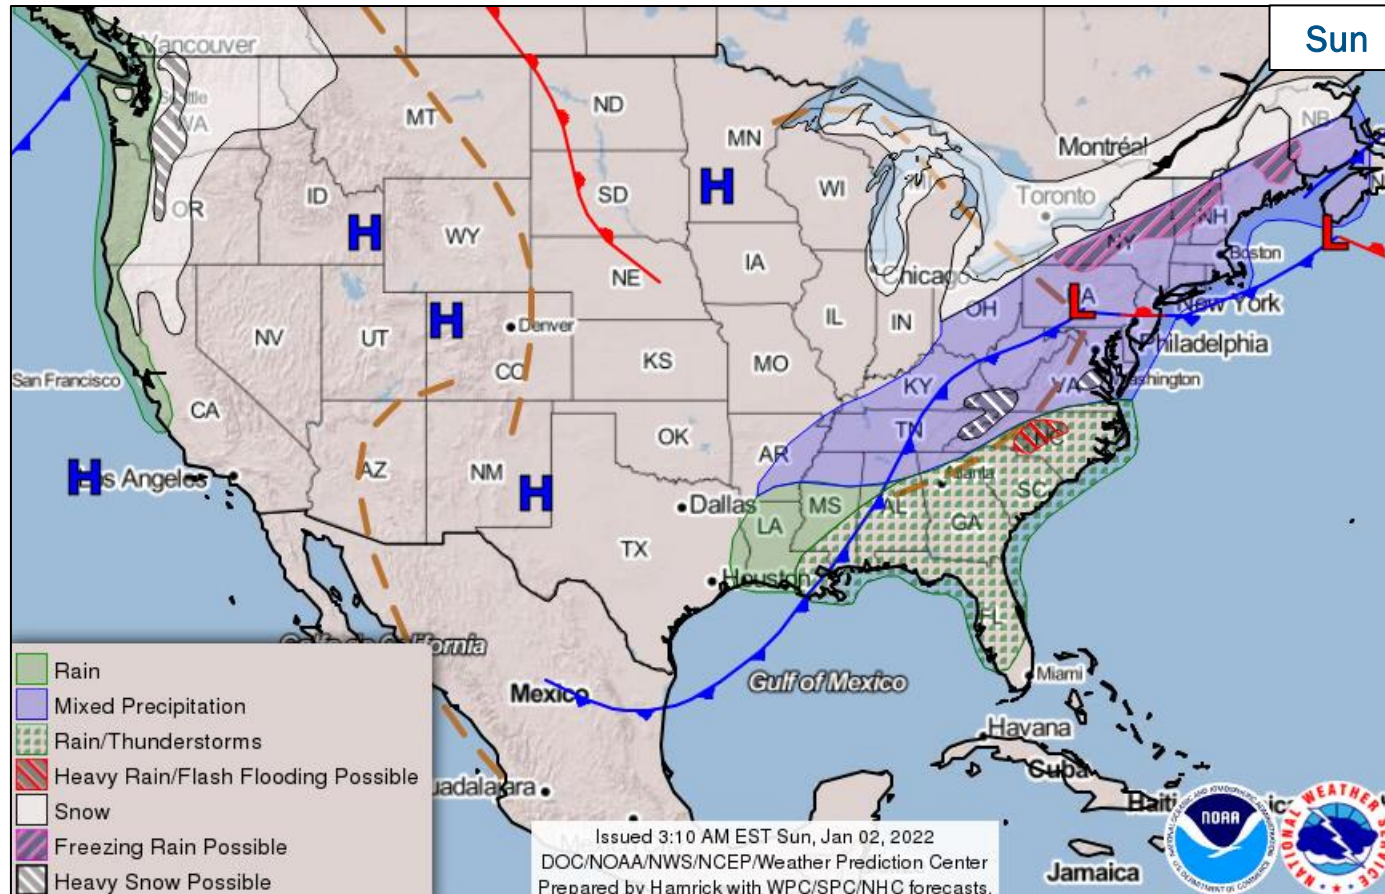 Sun
Vancouver
Seattle
WA
MT
ND
MN
Montréal
NB
OR
ID
WY
SD
WI
MI
Toronto
NY
NH
Boston
NE
IA
Chicago
OH
PA
New York
NV
UT
Denver
CO
KS
IL
IN
MO
KY
VA
Philadelphia
Washington
San Francisco
CA
AZ
NM
OK
AR
TN
NC
Los Angeles
Dallas
LA
MS
AL
Atlanta
SC
GA
TX
Houston
FL
Miami
Mexico
Gulf of Mexico
Havana
Cuba
Jamaica
H
H
H
H
H
L
L
Rain
Mixed Precipitation
Rain/Thunderstorms
Heavy Rain/Flash Flooding Possible
Snow
Freezing Rain Possible
Heavy Snow Possible
Issued 3:10 AM EST Sun, Jan 02, 2022
DOC/NOAA/NWS/NCEP/Weather Prediction Center
Prepared by Hamrick with WPC/SPC/NHC forecasts.
NOAA
NATIONAL WEATHER SERVICE